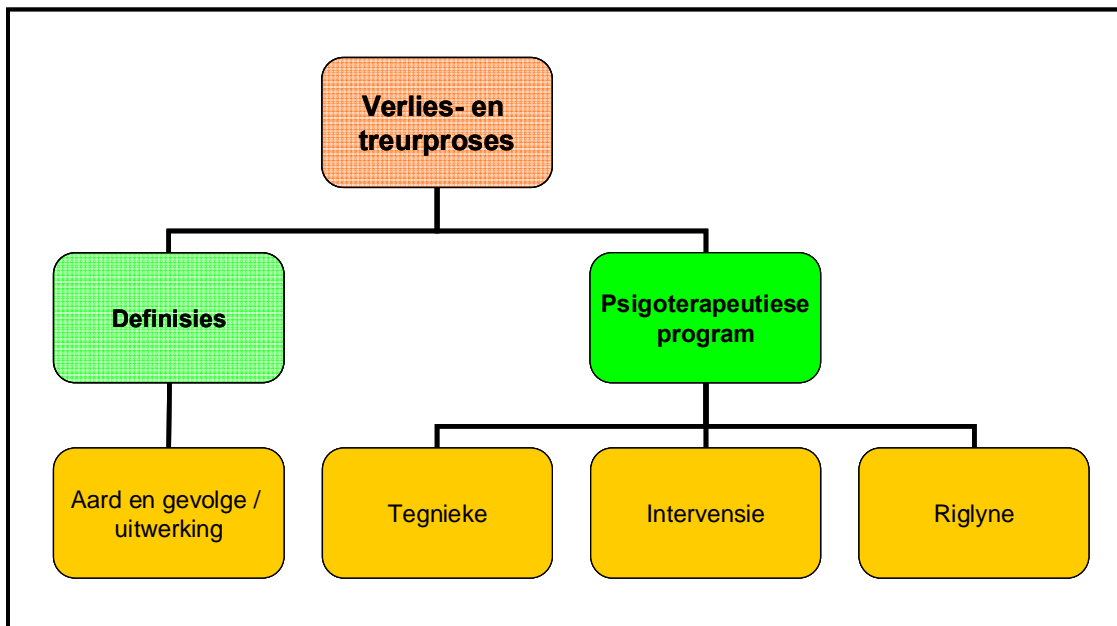 Verlies- en
treurproses
Definisies
Psigoterapeutiese
program
Aard en gevolge /
uitwerking
Tegnieke
Intervensie
Riglyne